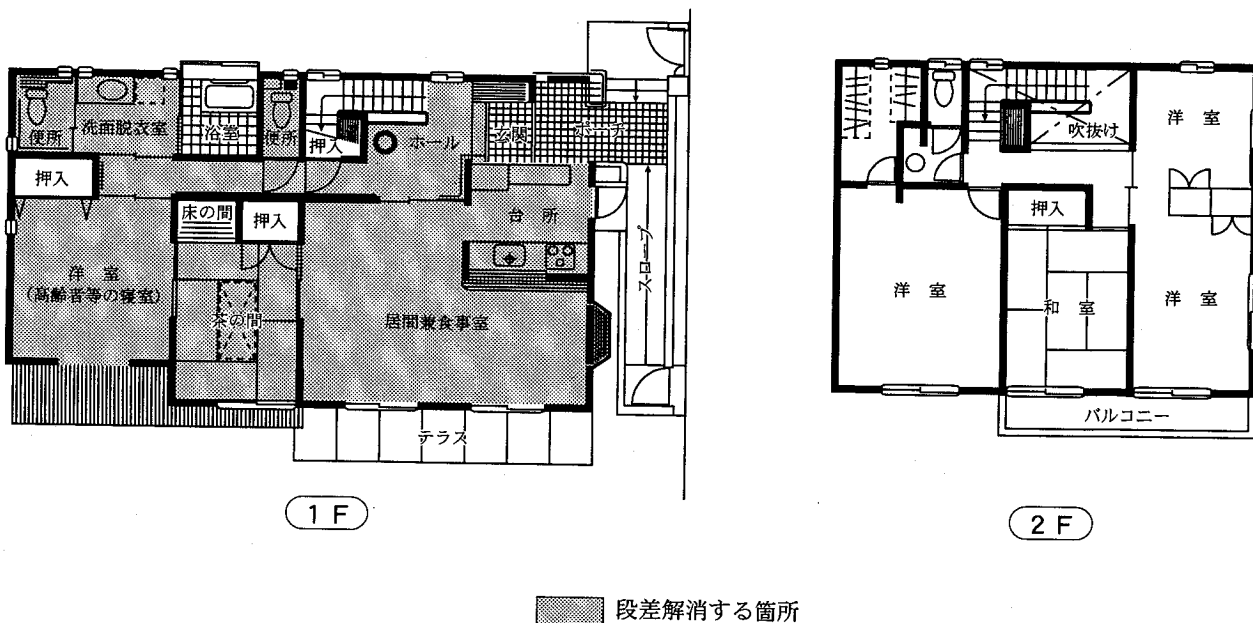 便所
洗面脱衣室
浴室
便所
押入
ホール
玄関
ポーチ
押入
床の間
押入
台所
スロープ
洋室
(高齢者等の寝室)
茶の間
居間兼食事室
テラス
1F
吹抜け
洋室
押入
洋室
和室
洋室
バルコニー
2F
段差解消する箇所